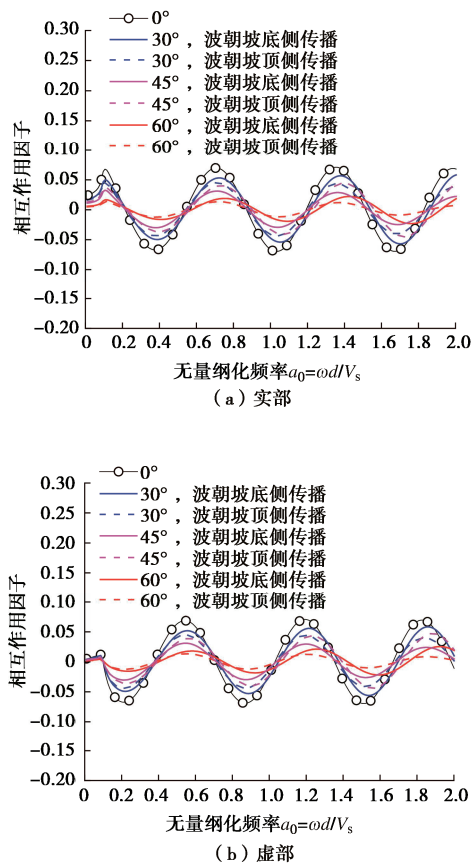 0.30
0.25
0.20
0.15
0.10
0.05
0
−0.05
−0.10
−0.15
−0.20
相互作用因子
0°
30°，波朝坡底侧传播
30°，波朝坡顶侧传播
45°，波朝坡底侧传播
45°，波朝坡顶侧传播
60°，波朝坡底侧传播
60°，波朝坡顶侧传播
0 0.2 0.4 0.6 0.8 1.0 1.2 1.4 1.6 1.8 2.0
无量纲化频率a₀=ωd/Vₛ
（a）实部
0.30
0.25
0.20
0.15
0.10
0.05
0
−0.05
−0.10
−0.15
−0.20
相互作用因子
0°
30°，波朝坡底侧传播
30°，波朝坡顶侧传播
45°，波朝坡底侧传播
45°，波朝坡顶侧传播
60°，波朝坡底侧传播
60°，波朝坡顶侧传播
0 0.2 0.4 0.6 0.8 1.0 1.2 1.4 1.6 1.8 2.0
无量纲化频率a₀=ωd/Vₛ
（b）虚部